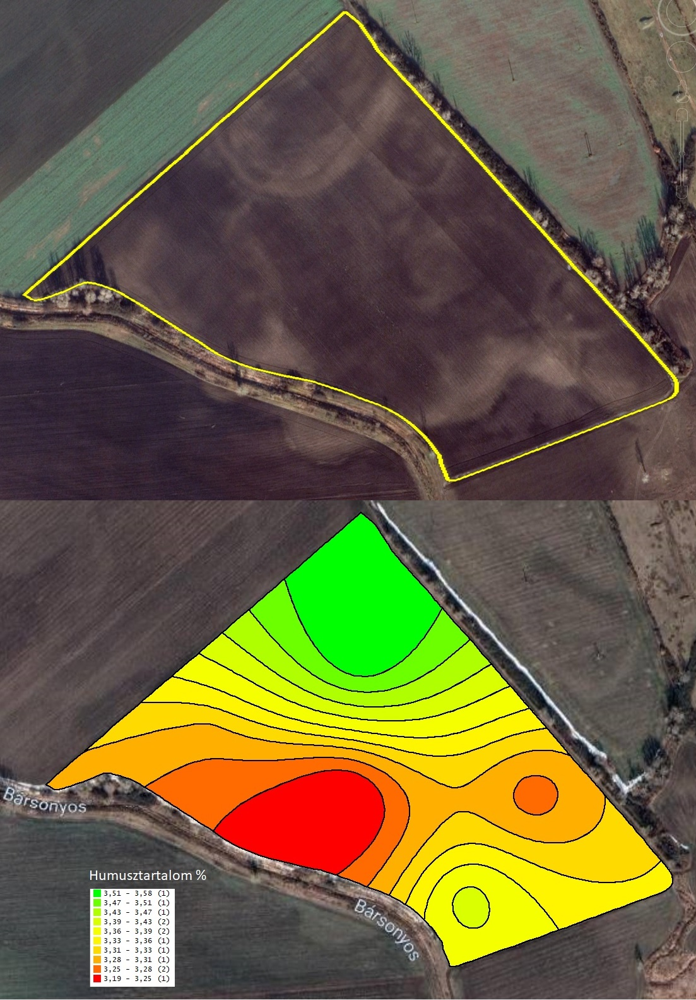 Bársonyos
Humusztartalom %
3,51 - 3,58 (1)
3,47 - 3,51 (1)
3,43 - 3,47 (1)
3,39 - 3,43 (2)
3,36 - 3,39 (2)
3,33 - 3,36 (1)
3,31 - 3,33 (1)
3,28 - 3,31 (1)
3,25 - 3,28 (2)
3,19 - 3,25 (1)
Bársonyos